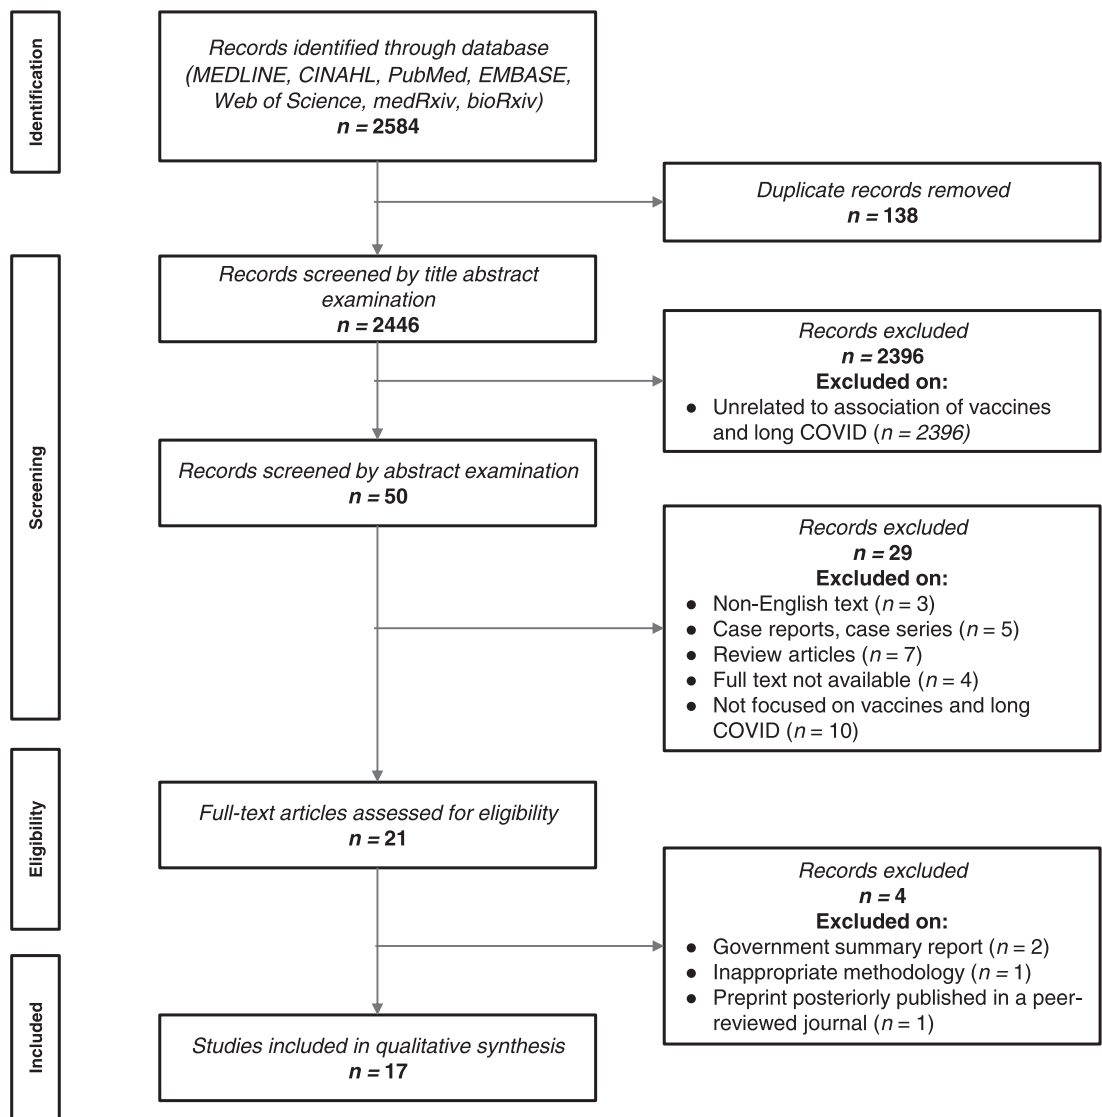 Identification
Records identified through database
(MEDLINE, CINAHL, PubMed, EMBASE,
Web of Science, medRxiv, bioRxiv)
n = 2584
Duplicate records removed
n = 138
Screening
Records screened by title abstract
examination
n = 2446
Records excluded
n = 2396
Excluded on:
● Unrelated to association of vaccines
and long COVID (n = 2396)
Records screened by abstract examination
n = 50
Records excluded
n = 29
Excluded on:
● Non-English text (n = 3)
● Case reports, case series (n = 5)
● Review articles (n = 7)
● Full text not available (n = 4)
● Not focused on vaccines and long
COVID (n = 10)
Eligibility
Full-text articles assessed for eligibility
n = 21
Records excluded
n = 4
Excluded on:
● Government summary report (n = 2)
● Inappropriate methodology (n = 1)
● Preprint posteriorly published in a peer-
reviewed journal (n = 1)
Included
Studies included in qualitative synthesis
n = 17